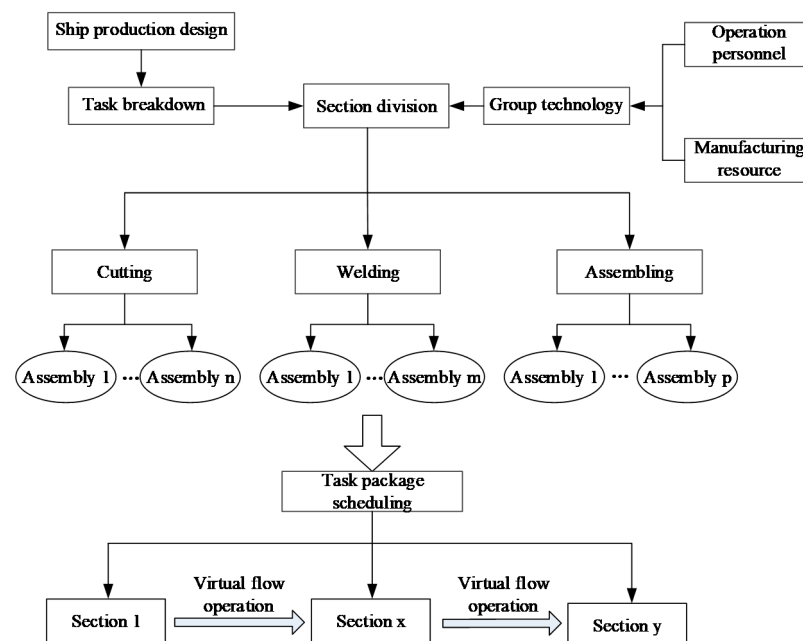 Ship production design
Operation
personnel
Task breakdown
Section division
Group technology
Manufacturing
resource
Cutting
Welding
Assembling
Assembly 1
...
Assembly n
Assembly 1
...
Assembly m
Assembly 1
...
Assembly p
Task package
scheduling
Virtual flow
operation
Virtual flow
operation
Section 1
Section x
Section y